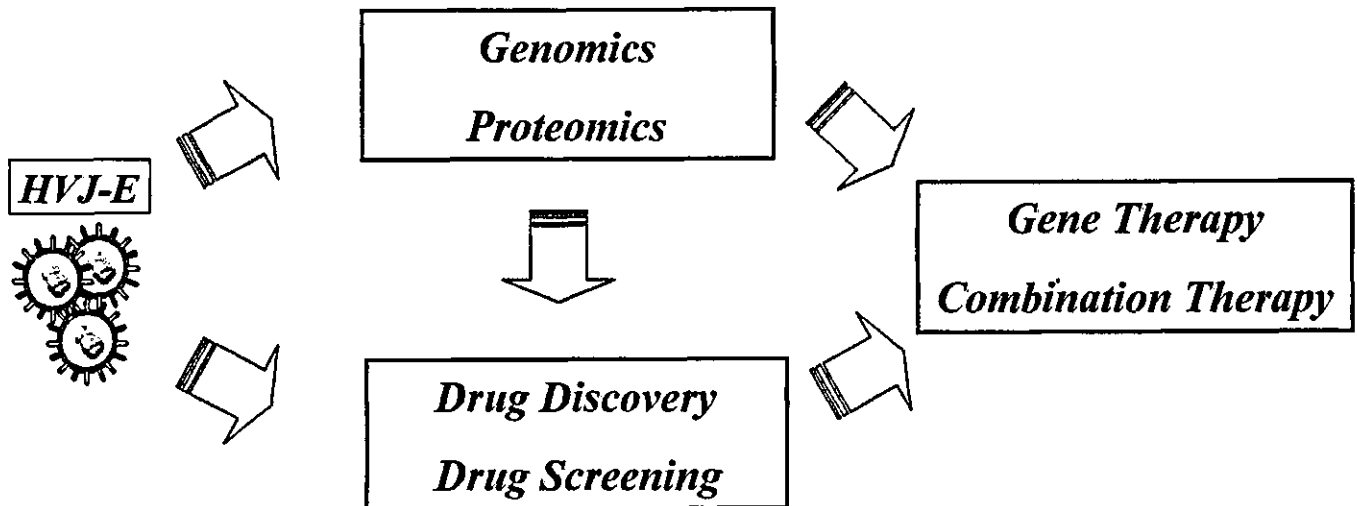 HVJ-E
Genomics
Proteomics
Drug Discovery
Drug Screening
Gene Therapy
Combination Therapy